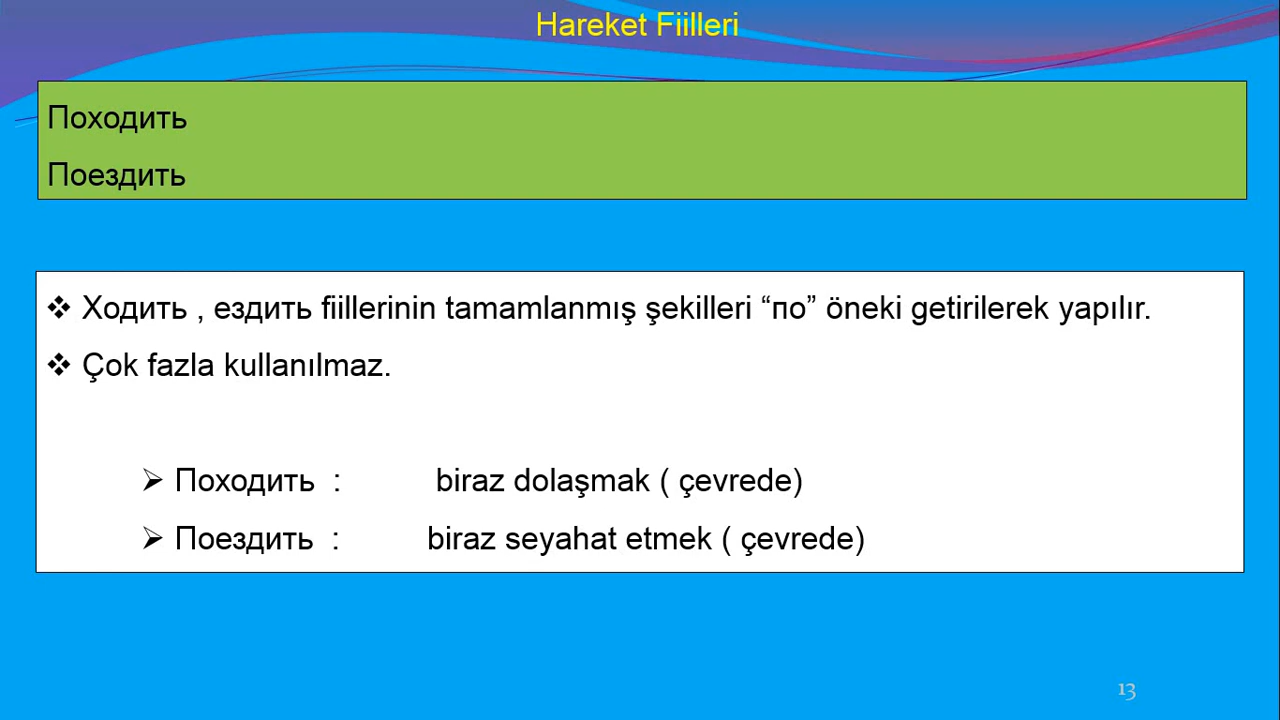 Hareket Fiilleri
Походить
Поездить
❖ Ходить , ездить fiillerinin tamamlanmış şekilleri “по” öneki getirilerek yapılır.
❖ Çok fazla kullanılmaz.
➢ Походить : biraz dolaşmak ( çevrede)
➢ Поездить : biraz seyahat etmek ( çevrede)
13